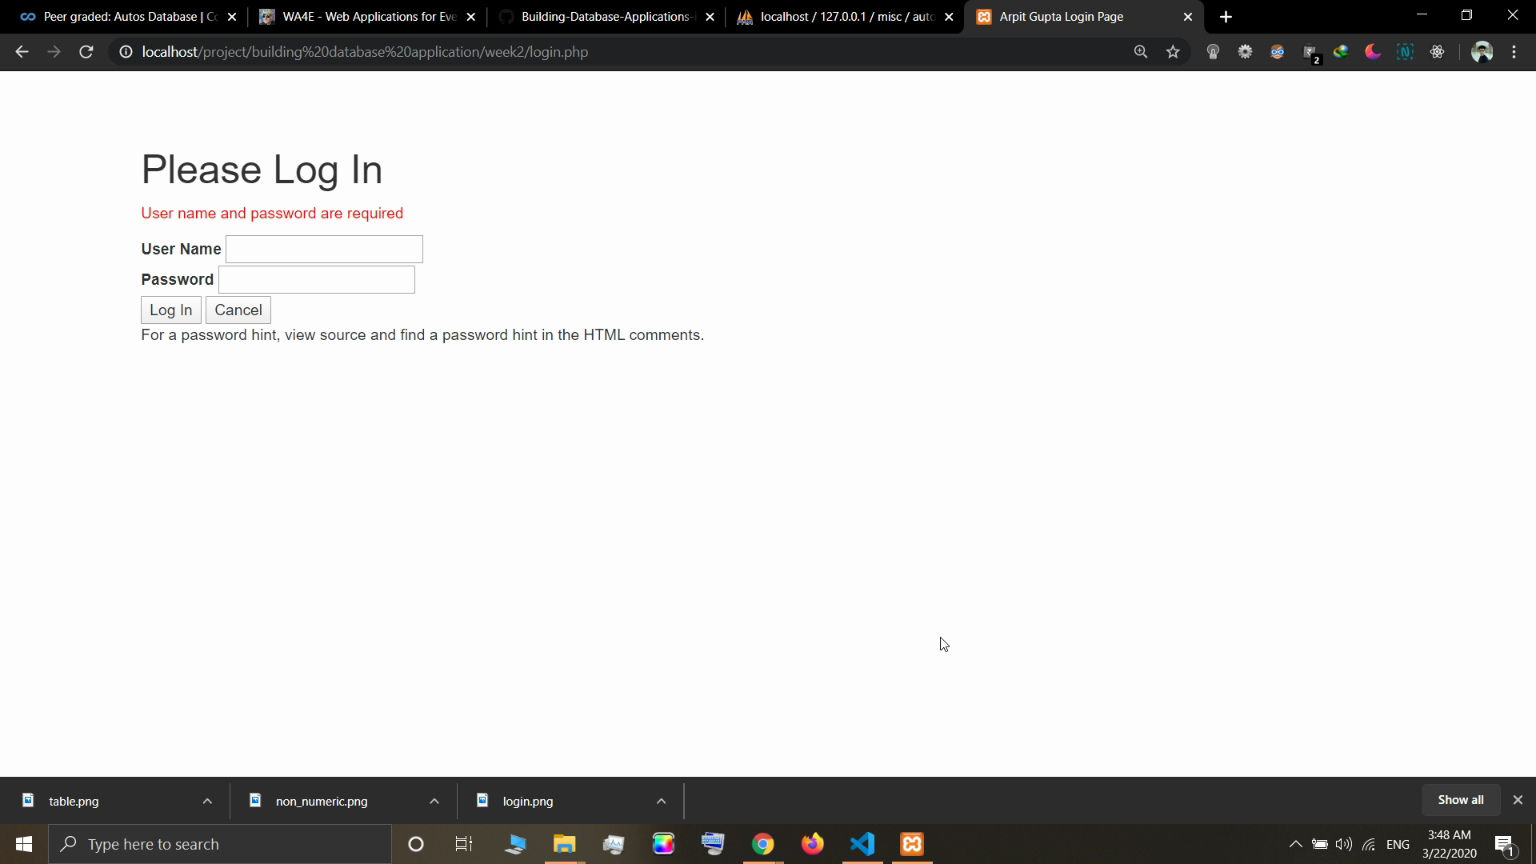 Peer graded: Autos Database | Co
WA4E - Web Applications for Eve
Building-Database-Applications-
localhost / 127.0.0.1 / misc / auto
Arpit Gupta Login Page
localhost/project/building%20database%20application/week2/login.php
2
Please Log In
User name and password are required
User Name
Password
Log In Cancel
For a password hint, view source and find a password hint in the HTML comments.
table.png
non_numeric.png
login.png
Show all
Type here to search
ENG
3:48 AM
3/22/2020
1